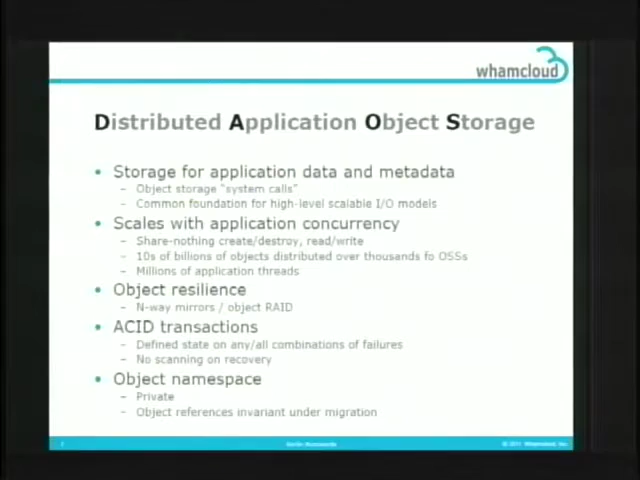 whamcloud
Distributed Application Object Storage
• Storage for application data and metadata
– Object storage "system calls"
– Common foundation for high-level scalable I/O models
• Scales with application concurrency
– Share-nothing create/destroy, read/write
– 10s of billions of objects distributed over thousands fo OSSs
– Millions of application threads
• Object resilience
– N-way mirrors / object RAID
• ACID transactions
– Defined state on any/all combinations of failures
– No scanning on recovery
• Object namespace
– Private
– Object references invariant under migration
© 2011 Whamcloud, Inc.